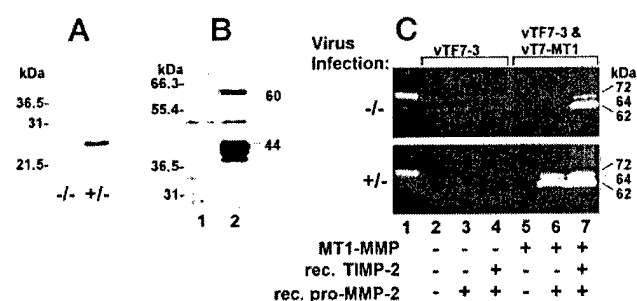 A
kDa
36.5-
31-
21.5-
-/- +/-
B
kDa
66.3-
55.4-
36.5-
31-
60
44
1 2
C
Virus
Infection:
vTF7-3
vTF7-3 &
vT7-MT1
kDa
-/-
72
64
62
+/-
72
64
62
1 2 3 4 5 6 7
MT1-MMP - - - + + +
rec. TIMP-2 - - + - - +
rec. pro-MMP-2 - + + - + +